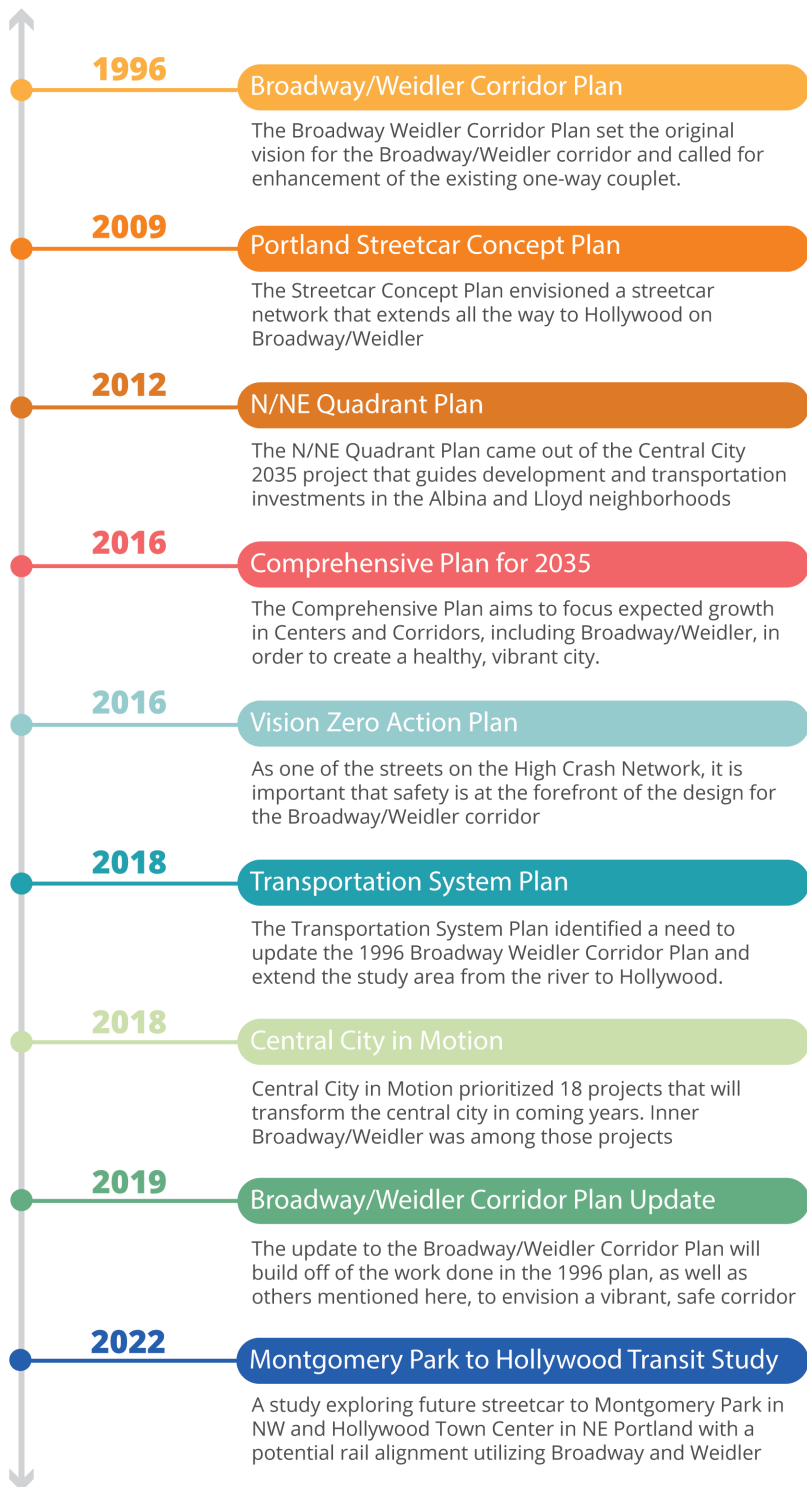 1996
Broadway/Weidler Corridor Plan
The Broadway Weidler Corridor Plan set the original
vision for the Broadway/Weidler corridor and called for
enhancement of the existing one-way couplet.
2009
Portland Streetcar Concept Plan
The Streetcar Concept Plan envisioned a streetcar
network that extends all the way to Hollywood on
Broadway/Weidler
2012
N/NE Quadrant Plan
The N/NE Quadrant Plan came out of the Central City
2035 project that guides development and transportation
investments in the Albina and Lloyd neighborhoods
2016
Comprehensive Plan for 2035
The Comprehensive Plan aims to focus expected growth
in Centers and Corridors, including Broadway/Weidler, in
order to create a healthy, vibrant city.
2016
Vision Zero Action Plan
As one of the streets on the High Crash Network, it is
important that safety is at the forefront of the design for
the Broadway/Weidler corridor
2018
Transportation System Plan
The Transportation System Plan identified a need to
update the 1996 Broadway Weidler Corridor Plan and
extend the study area from the river to Hollywood.
2018
Central City in Motion
Central City in Motion prioritized 18 projects that will
transform the central city in coming years. Inner
Broadway/Weidler was among those projects
2019
Broadway/Weidler Corridor Plan Update
The update to the Broadway/Weidler Corridor Plan will
build off of the work done in the 1996 plan, as well as
others mentioned here, to envision a vibrant, safe corridor
2022
Montgomery Park to Hollywood Transit Study
A study exploring future streetcar to Montgomery Park in
NW and Hollywood Town Center in NE Portland with a
potential rail alignment utilizing Broadway and Weidler